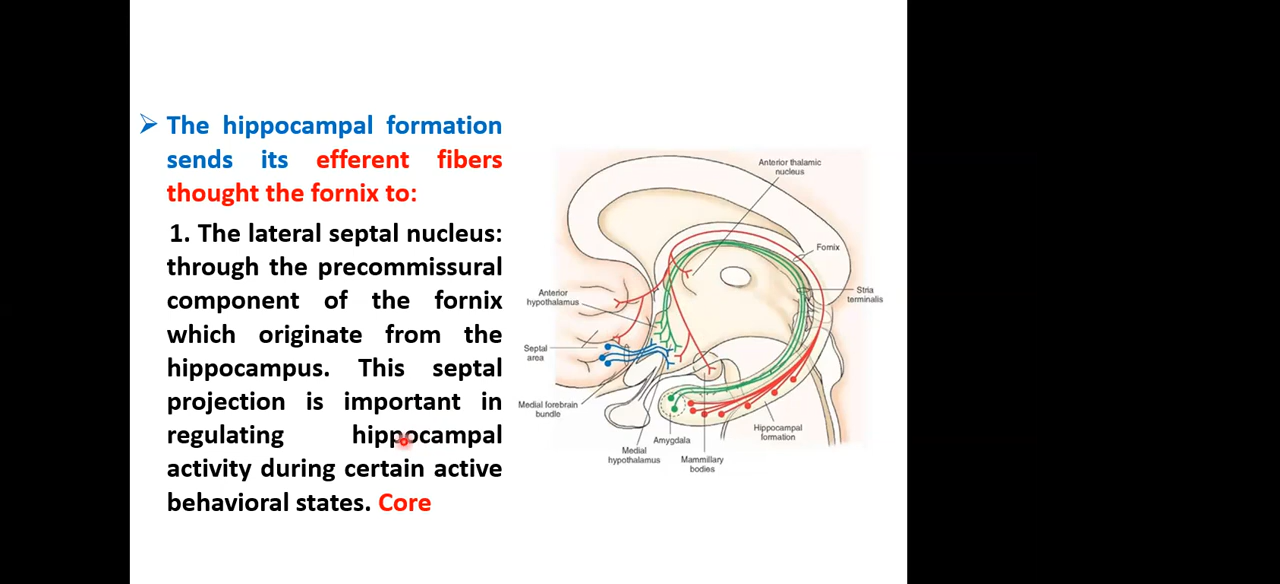 The hippocampal formation
sends its efferent fibers
thought the fornix to:
1. The lateral septal nucleus:
through the precommissural
component of the fornix
which originate from the
hippocampus. This septal
projection is important in
regulating hippocampal
activity during certain active
behavioral states. Core
Anterior thalamic
nucleus
Fornix
Stria
terminalis
Anterior
hypothalamus
Septal
area
Medial forebrain
bundle
Medial
hypothalamus
Amygdala
Mammillary
bodies
Hippocampal
formation